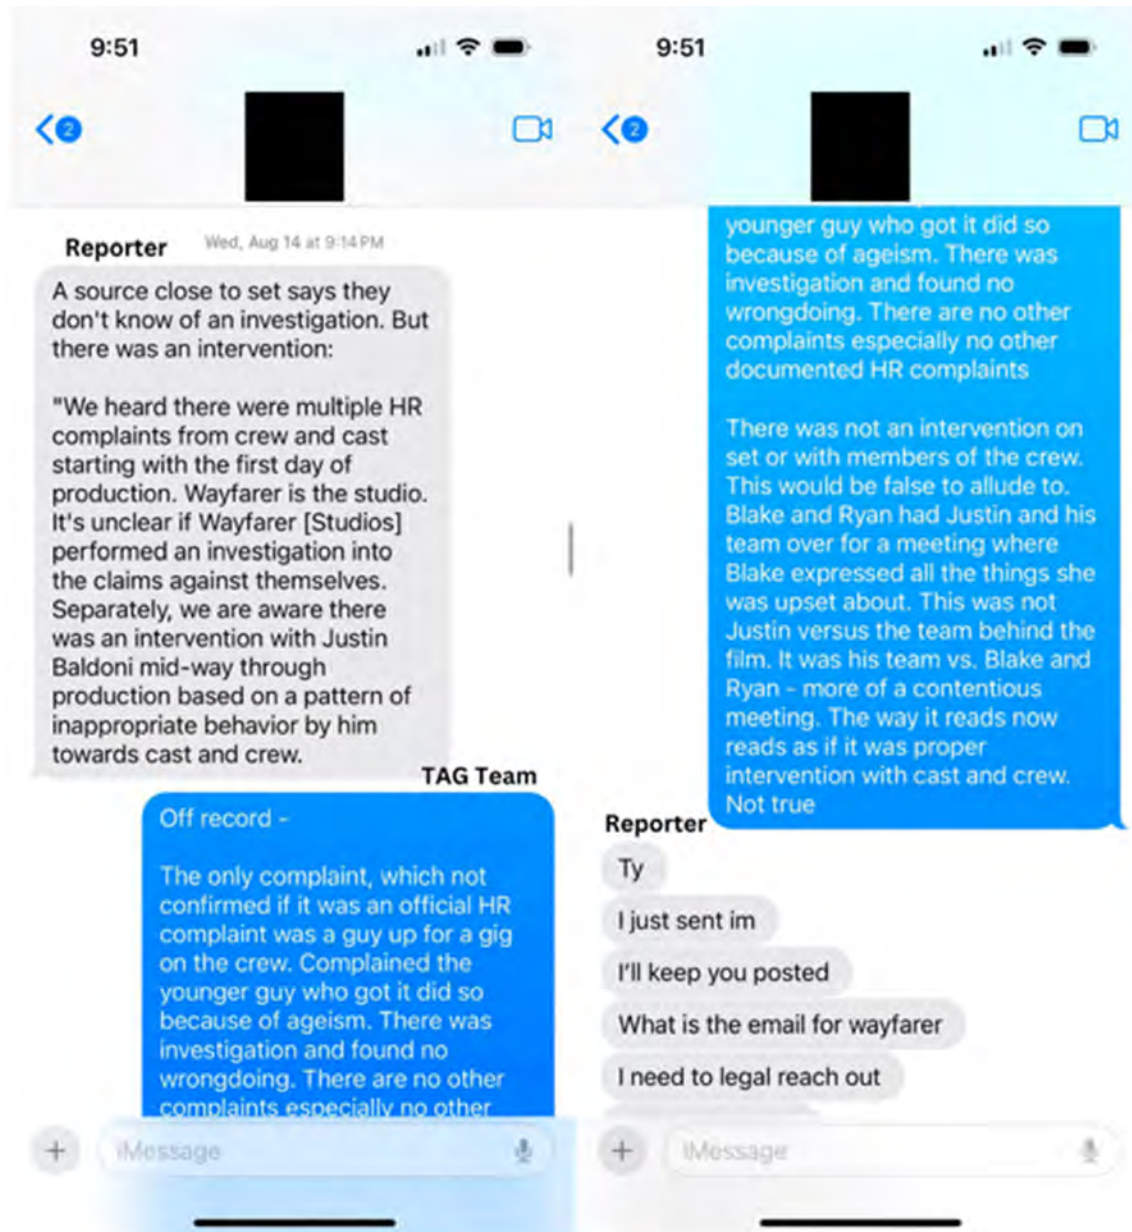 9:51
2
Reporter
Wed, Aug 14 at 9:14 PM
A source close to set says they
don't know of an investigation. But
there was an intervention:
"We heard there were multiple HR
complaints from crew and cast
starting with the first day of
production. Wayfarer is the studio.
It's unclear if Wayfarer [Studios]
performed an investigation into
the claims against themselves.
Separately, we are aware there
was an intervention with Justin
Baldoni mid-way through
production based on a pattern of
inappropriate behavior by him
towards cast and crew.
TAG Team
Off record -
The only complaint, which not
confirmed if it was an official HR
complaint was a guy up for a gig
on the crew. Complained the
younger guy who got it did so
because of ageism. There was
investigation and found no
wrongdoing. There are no other
complaints especially no other
iMessage
9:51
2
younger guy who got it did so
because of ageism. There was
investigation and found no
wrongdoing. There are no other
complaints especially no other
documented HR complaints
There was not an intervention on
set or with members of the crew.
This would be false to allude to.
Blake and Ryan had Justin and his
team over for a meeting where
Blake expressed all the things she
was upset about. This was not
Justin versus the team behind the
film. It was his team vs. Blake and
Ryan - more of a contentious
meeting. The way it reads now
reads as if it was proper
intervention with cast and crew.
Not true
Reporter
Ty
I just sent im
I'll keep you posted
What is the email for wayfarer
I need to legal reach out
iMessage